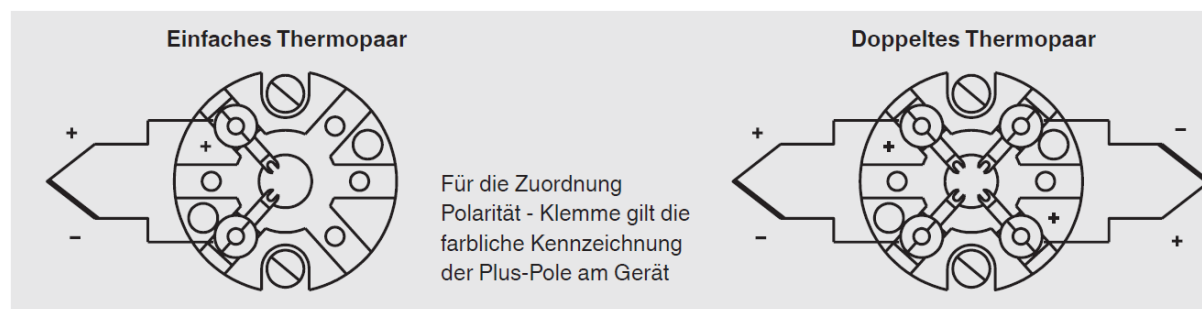 Einfaches Thermopaar
+
+
–
Für die Zuordnung
Polarität - Klemme gilt die
farbliche Kennzeichnung
der Plus-Pole am Gerät
Doppeltes Thermopaar
+
–
+
–
+
+